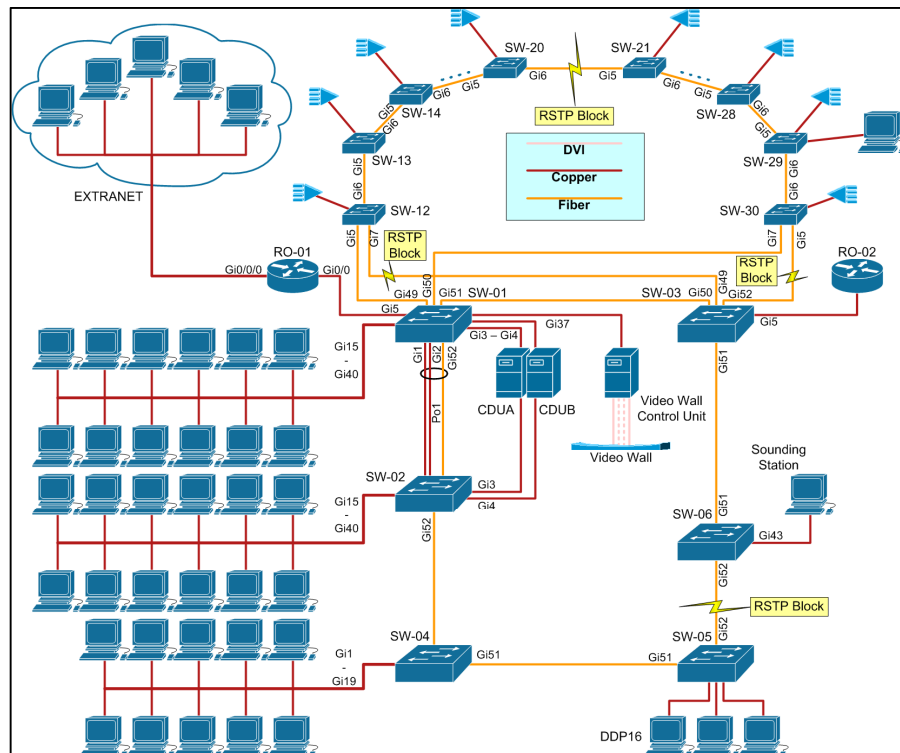 SW-20
SW-21
Gi6
Gi5
Gi6
Gi5
Gi6
Gi5
SW-14
SW-28
RSTP Block
Gi5
Gi6
Gi6
Gi5
DVI
Copper
Fiber
SW-13
SW-29
EXTRANET
Gi5
Gi6
Gi6
Gi5
SW-12
SW-30
Gi5
Gi7
Gi7
Gi5
RSTP
Block
RSTP
Block
RO-01
RO-02
Gi0/0/0
Gi0/0
Gi50
Gi49
Gi49
Gi51
SW-01
SW-03
Gi50
Gi52
Gi5
Gi5
Gi3 – Gi4
Gi37
Gi1
Gi2
Gi52
Gi51
Gi15
-
Gi40
CDUA
CDUB
Video Wall
Control Unit
Po1
Video Wall
Sounding
Station
SW-02
Gi15
-
Gi40
Gi3
Gi4
Gi52
Gi51
SW-06
Gi43
Gi52
RSTP Block
Gi52
SW-04
SW-05
Gi1
-
Gi19
Gi51
Gi51
DDP16